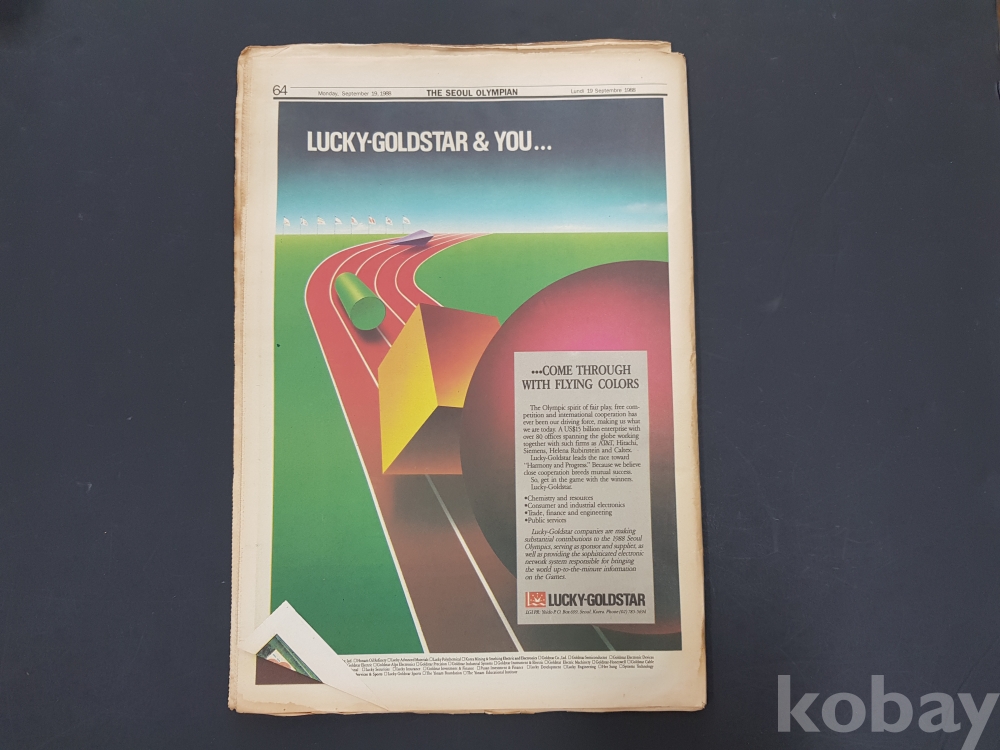 64
Monday, September 19, 1988
THE SEOUL OLYMPIAN
Lundi 19 Septembre 1988
LUCKY-GOLDSTAR & YOU...
...COME THROUGH
WITH FLYING COLORS
The Olympic spirit of fair play, free com-
petition and international cooperation has
ever been our driving force, making us what
we are today. A US$15 billion enterprise with
over 80 offices spanning the globe working
together with such firms as AT&T, Hitachi,
Siemens, Helena Rubinstein and Caltex.
Lucky-Goldstar leads the race toward
"Harmony and Progress." Because we believe
close cooperation breeds mutual success.
So, get in the game with the winners.
Lucky-Goldstar.
•Chemistry and resources
•Consumer and industrial electronics
•Trade, finance and engineering
•Public services
Lucky-Goldstar companies are making
substantial contributions to the 1988 Seoul
Olympics, serving as sponsor and supplier, as
well as providing the sophisticated electronic
network system responsible for bringing
the world up-to-the-minute information
on the Games.
LUCKY-GOLDSTAR
Seoul, Korea.
kobay